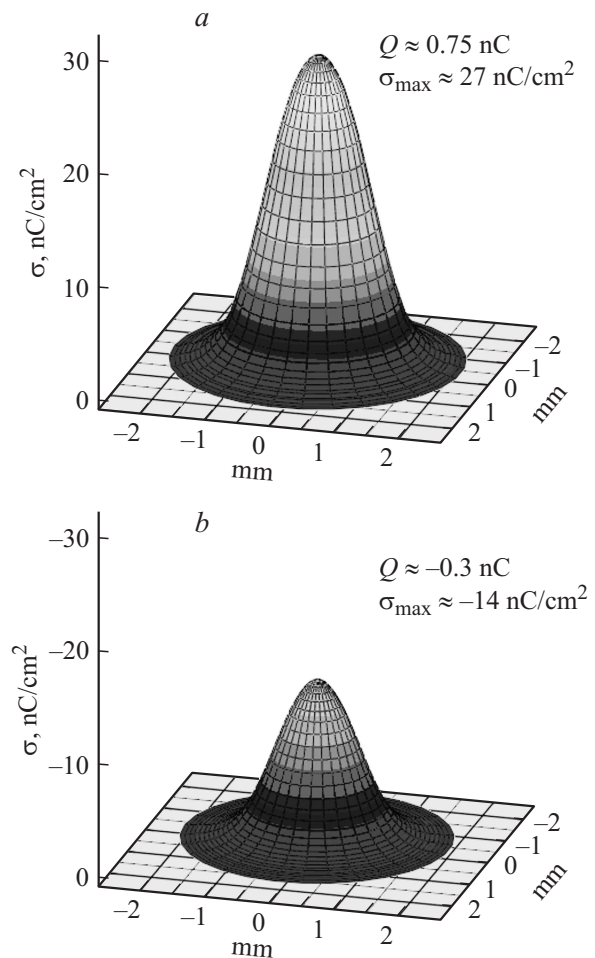 a
Q ≈ 0.75 nC
σmax ≈ 27 nC/cm²
30
20
10
0
σ, nC/cm²
–2
–1
0
1
2
mm
–2
–1
0
1
2
mm
b
Q ≈ –0.3 nC
σmax ≈ –14 nC/cm²
–30
–20
–10
0
σ, nC/cm²
–2
–1
0
1
2
mm
–2
–1
0
1
2
mm